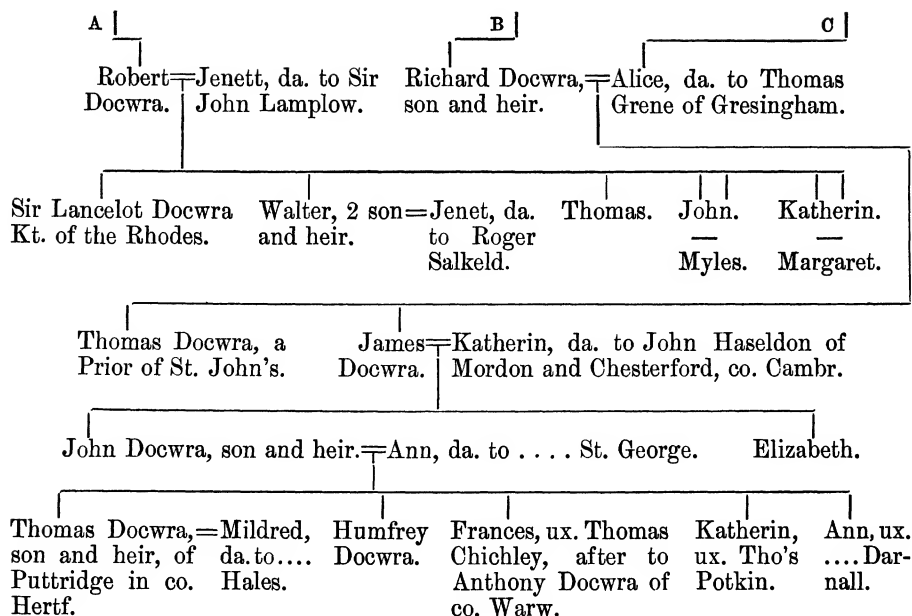 A B C
Robert=Jenett, da. to Sir Richard Docwra,=Alice, da. to Thomas
Docwra. John Lamplow. son and heir. Grene of Gresingham.
Sir Lancelot Docwra Walter, 2 son=Jenet, da. Thomas. John. Katherin.
Kt. of the Rhodes. and heir. to Roger — —
Salkeld. Myles. Margaret.
Thomas Docwra, a James=Katherin, da. to John Haseldon of
Prior of St. John's. Docwra. Mordon and Chesterford, co. Cambr.
John Docwra, son and heir.=Ann, da. to .... St. George. Elizabeth.
Thomas Docwra,=Mildred, Humfrey Frances, ux. Thomas Katherin, Ann, ux.
son and heir, of da. to.... Docwra. Chichley, after to ux. Tho's ....Dar-
Puttridge in co. Hales. Anthony Docwra of Potkin. nall.
Hertf. co. Warw.